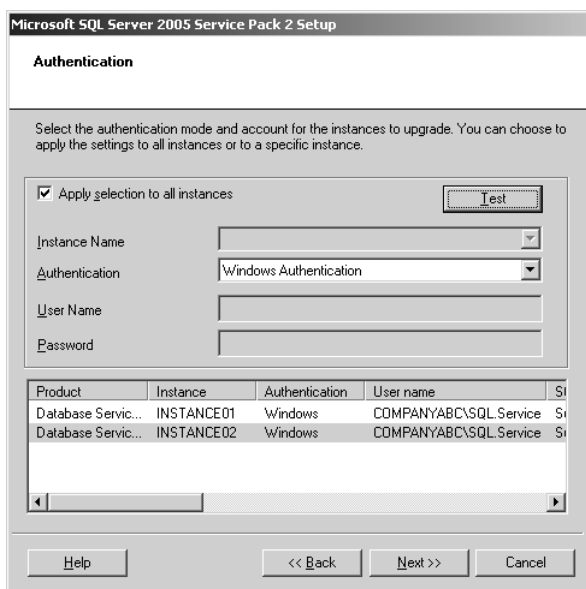 Microsoft SQL Server 2005 Service Pack 2 Setup
Authentication
Select the authentication mode and account for the instances to upgrade. You can choose to
apply the settings to all instances or to a specific instance.
Apply selection to all instances
Test
Instance Name
Authentication Windows Authentication
User Name
Password
Product Instance Authentication User name
Database Servic... INSTANCE01 Windows COMPANYABC\SQL.Service
Database Servic... INSTANCE02 Windows COMPANYABC\SQL.Service
Help << Back Next >> Cancel